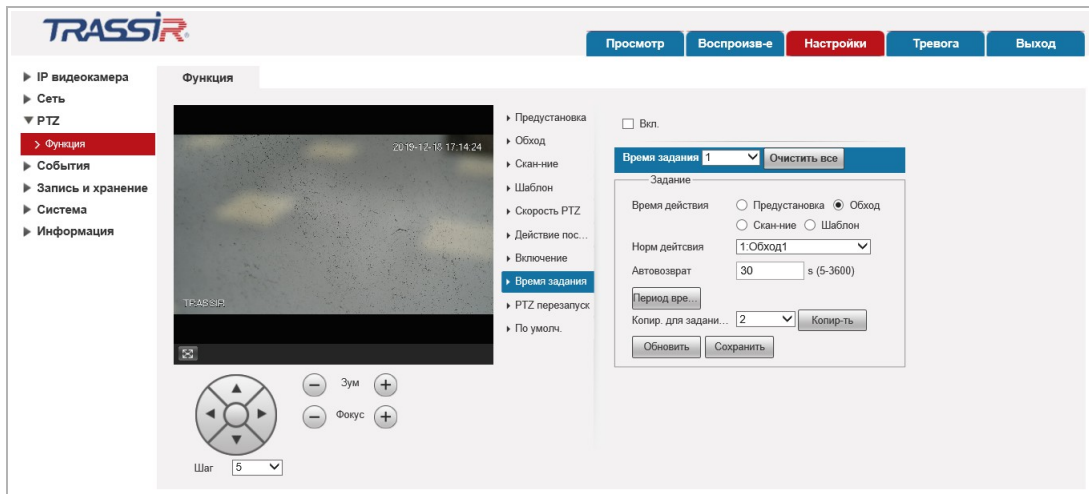 TRASSIR
Просмотр
Воспроизв-е
Настройки
Тревога
Выход
IP видеокамера
Сеть
PTZ
Функция
События
Запись и хранение
Система
Информация
Функция
2019-12-18 17:14:24
TRASSIR
Зум
Фокус
Шаг 5
Предустановка
Обход
Скан-ние
Шаблон
Скорость PTZ
Действие пос...
Включение
Время задания
PTZ перезапуск
По умолч.
Вкл.
Время задания 1 Очистить все
Задание
Время действия Предустановка Обход
Скан-ние Шаблон
Норм дейтсвия 1:Обход1
Автовозврат 30 s (5-3600)
Период вре...
Копир. для задани... 2 Копир-ть
Обновить Сохранить